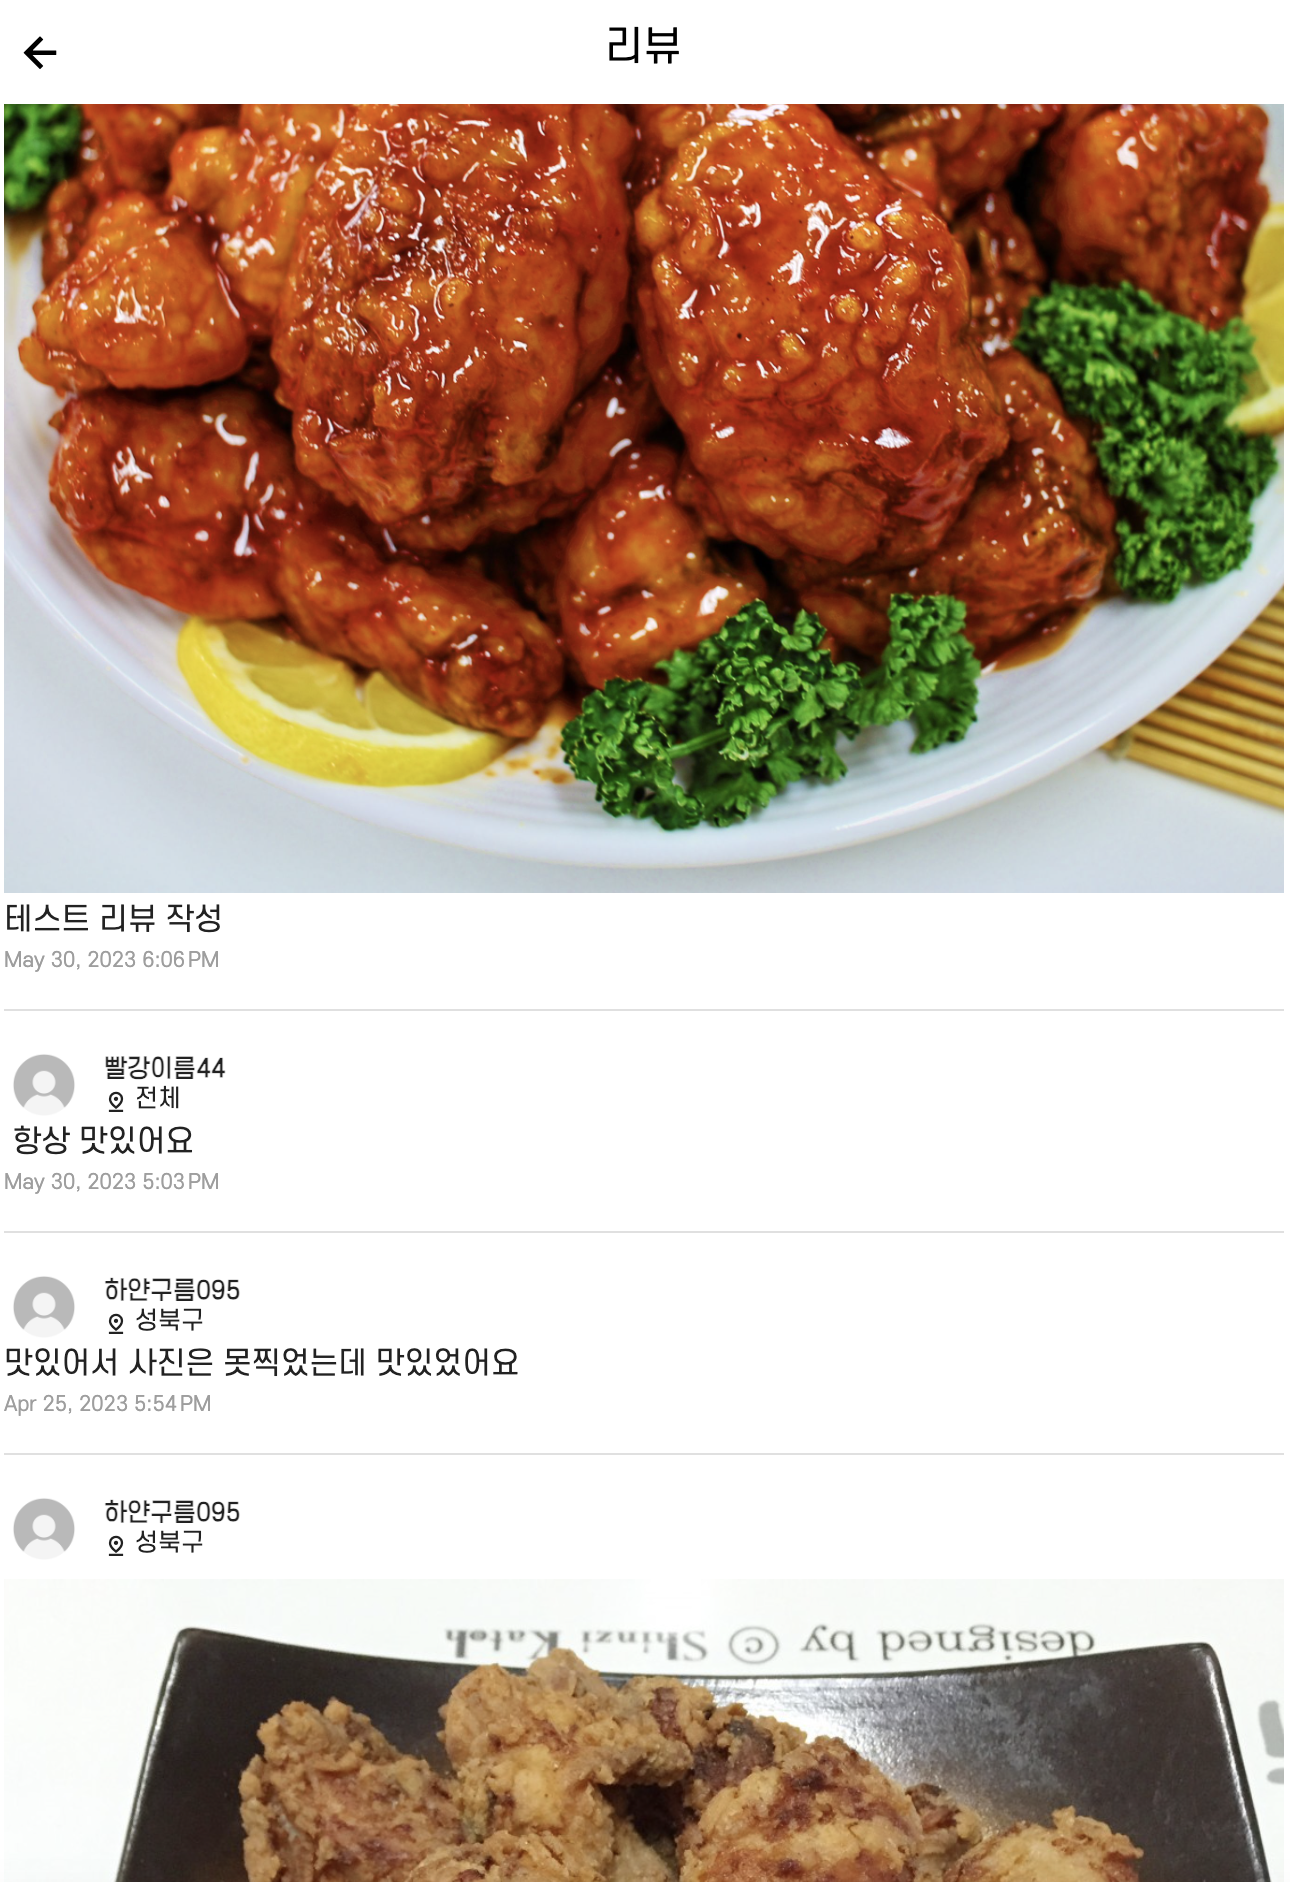 리뷰
테스트 리뷰 작성
May 30, 2023 6:06 PM
빨강이름44
전체
항상 맛있어요
May 30, 2023 5:03 PM
하얀구름095
성북구
맛있어서 사진은 못찍었는데 맛있었어요
Apr 25, 2023 5:54 PM
하얀구름095
성북구
designed by © Shinzi Katoh